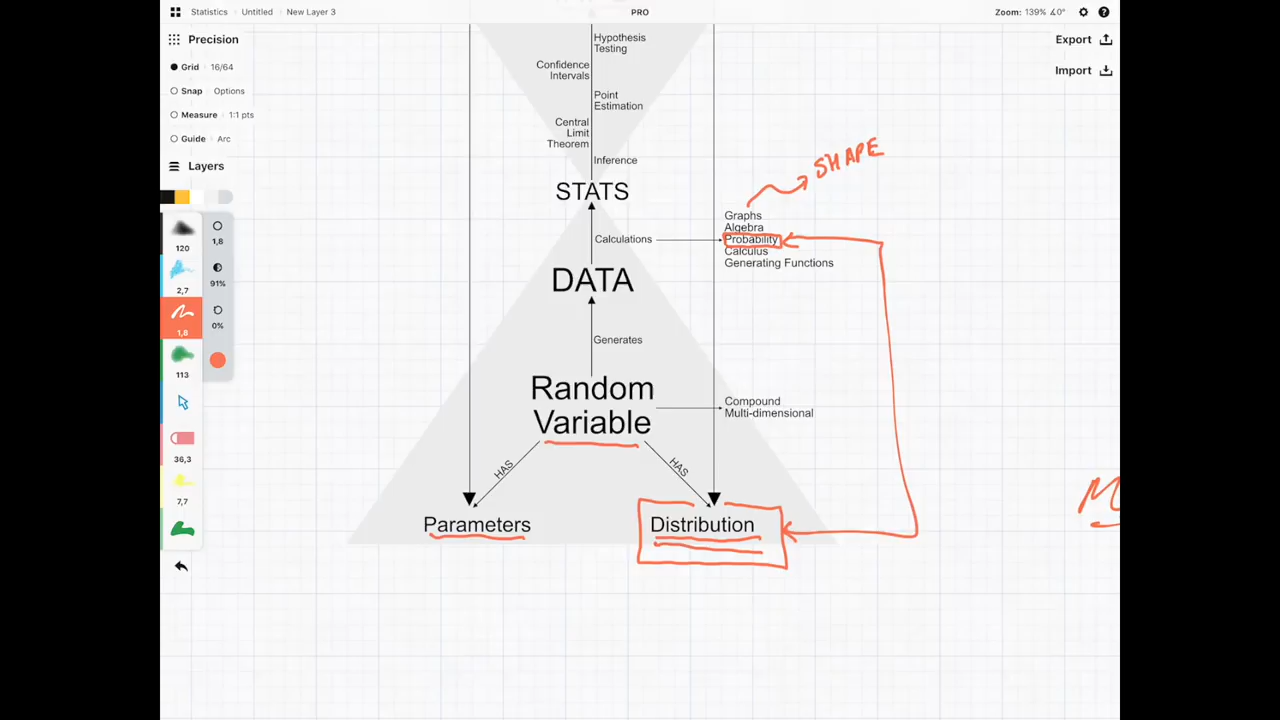 Statistics Untitled New Layer 3 PRO Zoom: 139% ∡0°
Precision
Grid 16/64
Snap Options
Measure 1:1 pts
Guide Arc
Layers
Export
Import
120
2,7
1,8
113
36,3
7,7
1,8
91%
0%
Hypothesis
Testing
Confidence
Intervals
Point
Estimation
Central
Limit
Theorem
Inference
STATS
SHAPE
Calculations
Graphs
Algebra
Probability
Calculus
Generating Functions
DATA
Generates
Random
Variable
Compound
Multi-dimensional
HAS
HAS
Parameters
Distribution